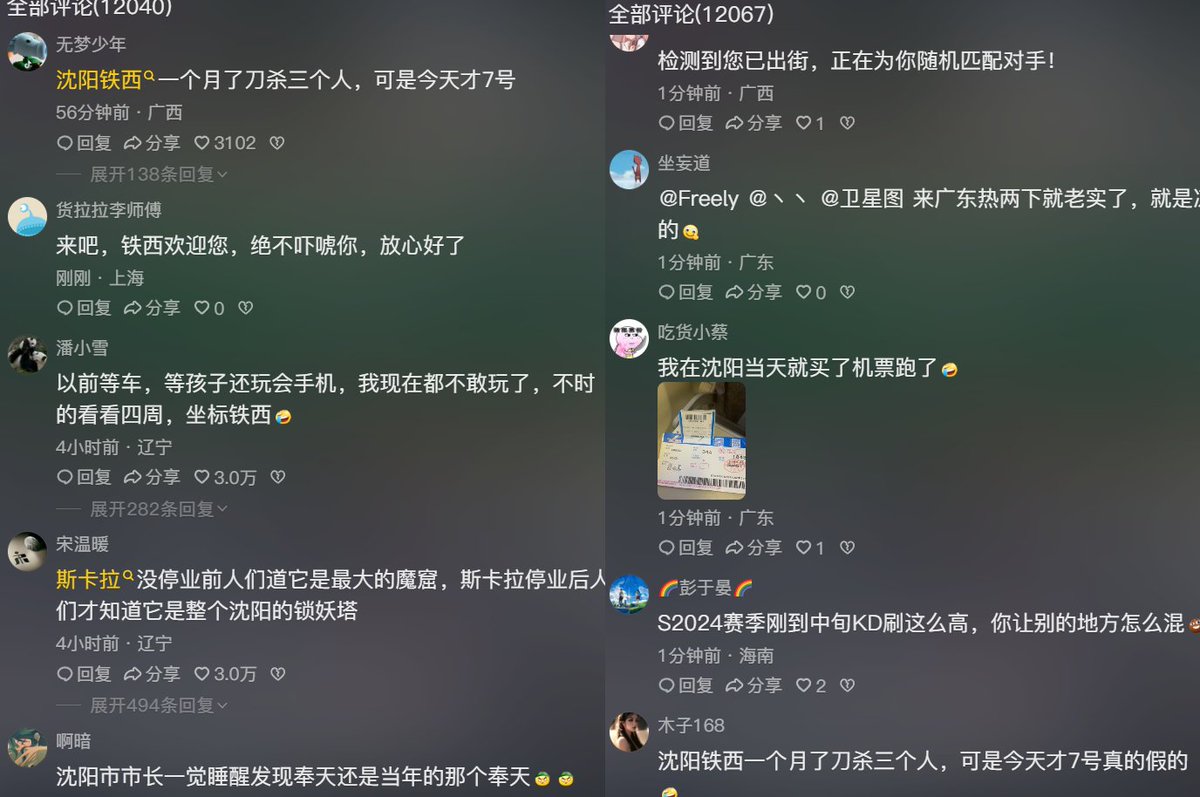 全部评论(12040)
无梦少年
沈阳铁西一个月了刀杀三个人，可是今天才7号
56分钟前 · 广西
回复 分享 3102
展开138条回复
货拉拉李师傅
来吧，铁西欢迎您，绝不吓唬你，放心好了
刚刚 · 上海
回复 分享 0
潘小雪
以前等车，等孩子还玩会手机，我现在都不敢玩了，不时
的看看四周，坐标铁西🤣
4小时前 · 辽宁
回复 分享 3.0万
展开282条回复
宋温暖
斯卡拉没停业前人们道它是最大的魔窟，斯卡拉停业后人
们才知道它是整个沈阳的锁妖塔
4小时前 · 辽宁
回复 分享 3.0万
展开494条回复
啊暗
沈阳市市长一觉睡醒发现奉天还是当年的那个奉天
全部评论(12067)
检测到您已出街，正在为你随机匹配对手！
1分钟前 · 广西
回复 分享 1
坐妄道
@Freely @丶丶 @卫星图 来广东热两下就老实了，就是
的
1分钟前 · 广东
回复 分享 0
吃货小蔡
我在沈阳当天就买了机票跑了🤣
1分钟前 · 广东
回复 分享 1
🌈彭于晏🌈
S2024赛季刚到中旬KD刷这么高，你让别的地方怎么混💩
1分钟前 · 海南
回复 分享 2
木子168
沈阳铁西一个月了刀杀三个人，可是今天才7号真的假的